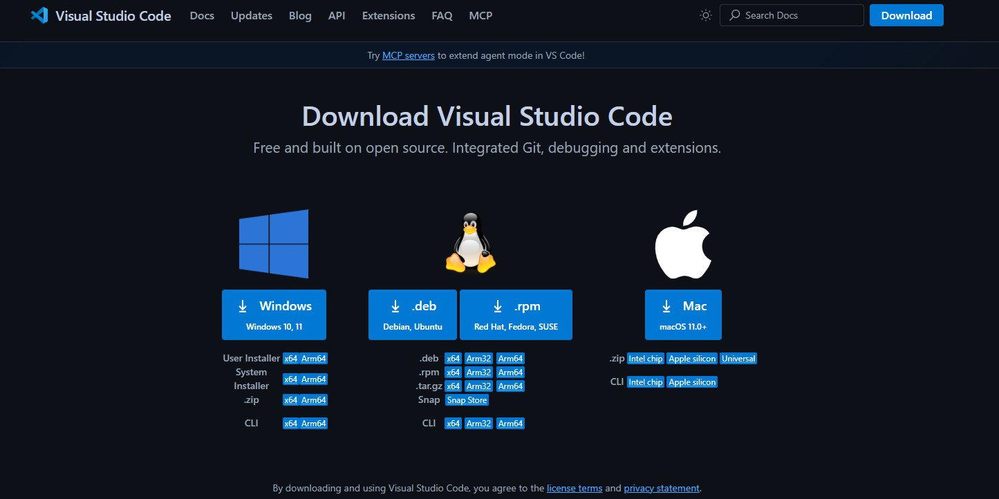 Visual Studio Code Docs Updates Blog API Extensions FAQ MCP Search Docs Download
Try MCP servers to extend agent mode in VS Code!
Download Visual Studio Code
Free and built on open source. Integrated Git, debugging and extensions.
Windows
Windows 10, 11
User Installer x64 Arm64
System
Installer x64 Arm64
.zip x64 Arm64
CLI x64 Arm64
.deb
Debian, Ubuntu
.rpm
Red Hat, Fedora, SUSE
.deb x64 Arm32 Arm64
.rpm x64 Arm32 Arm64
.tar.gz x64 Arm32 Arm64
Snap Snap Store
CLI x64 Arm32 Arm64
Mac
macOS 11.0+
.zip Intel chip Apple silicon Universal
CLI Intel chip Apple silicon
By downloading and using Visual Studio Code, you agree to the license terms and privacy statement.